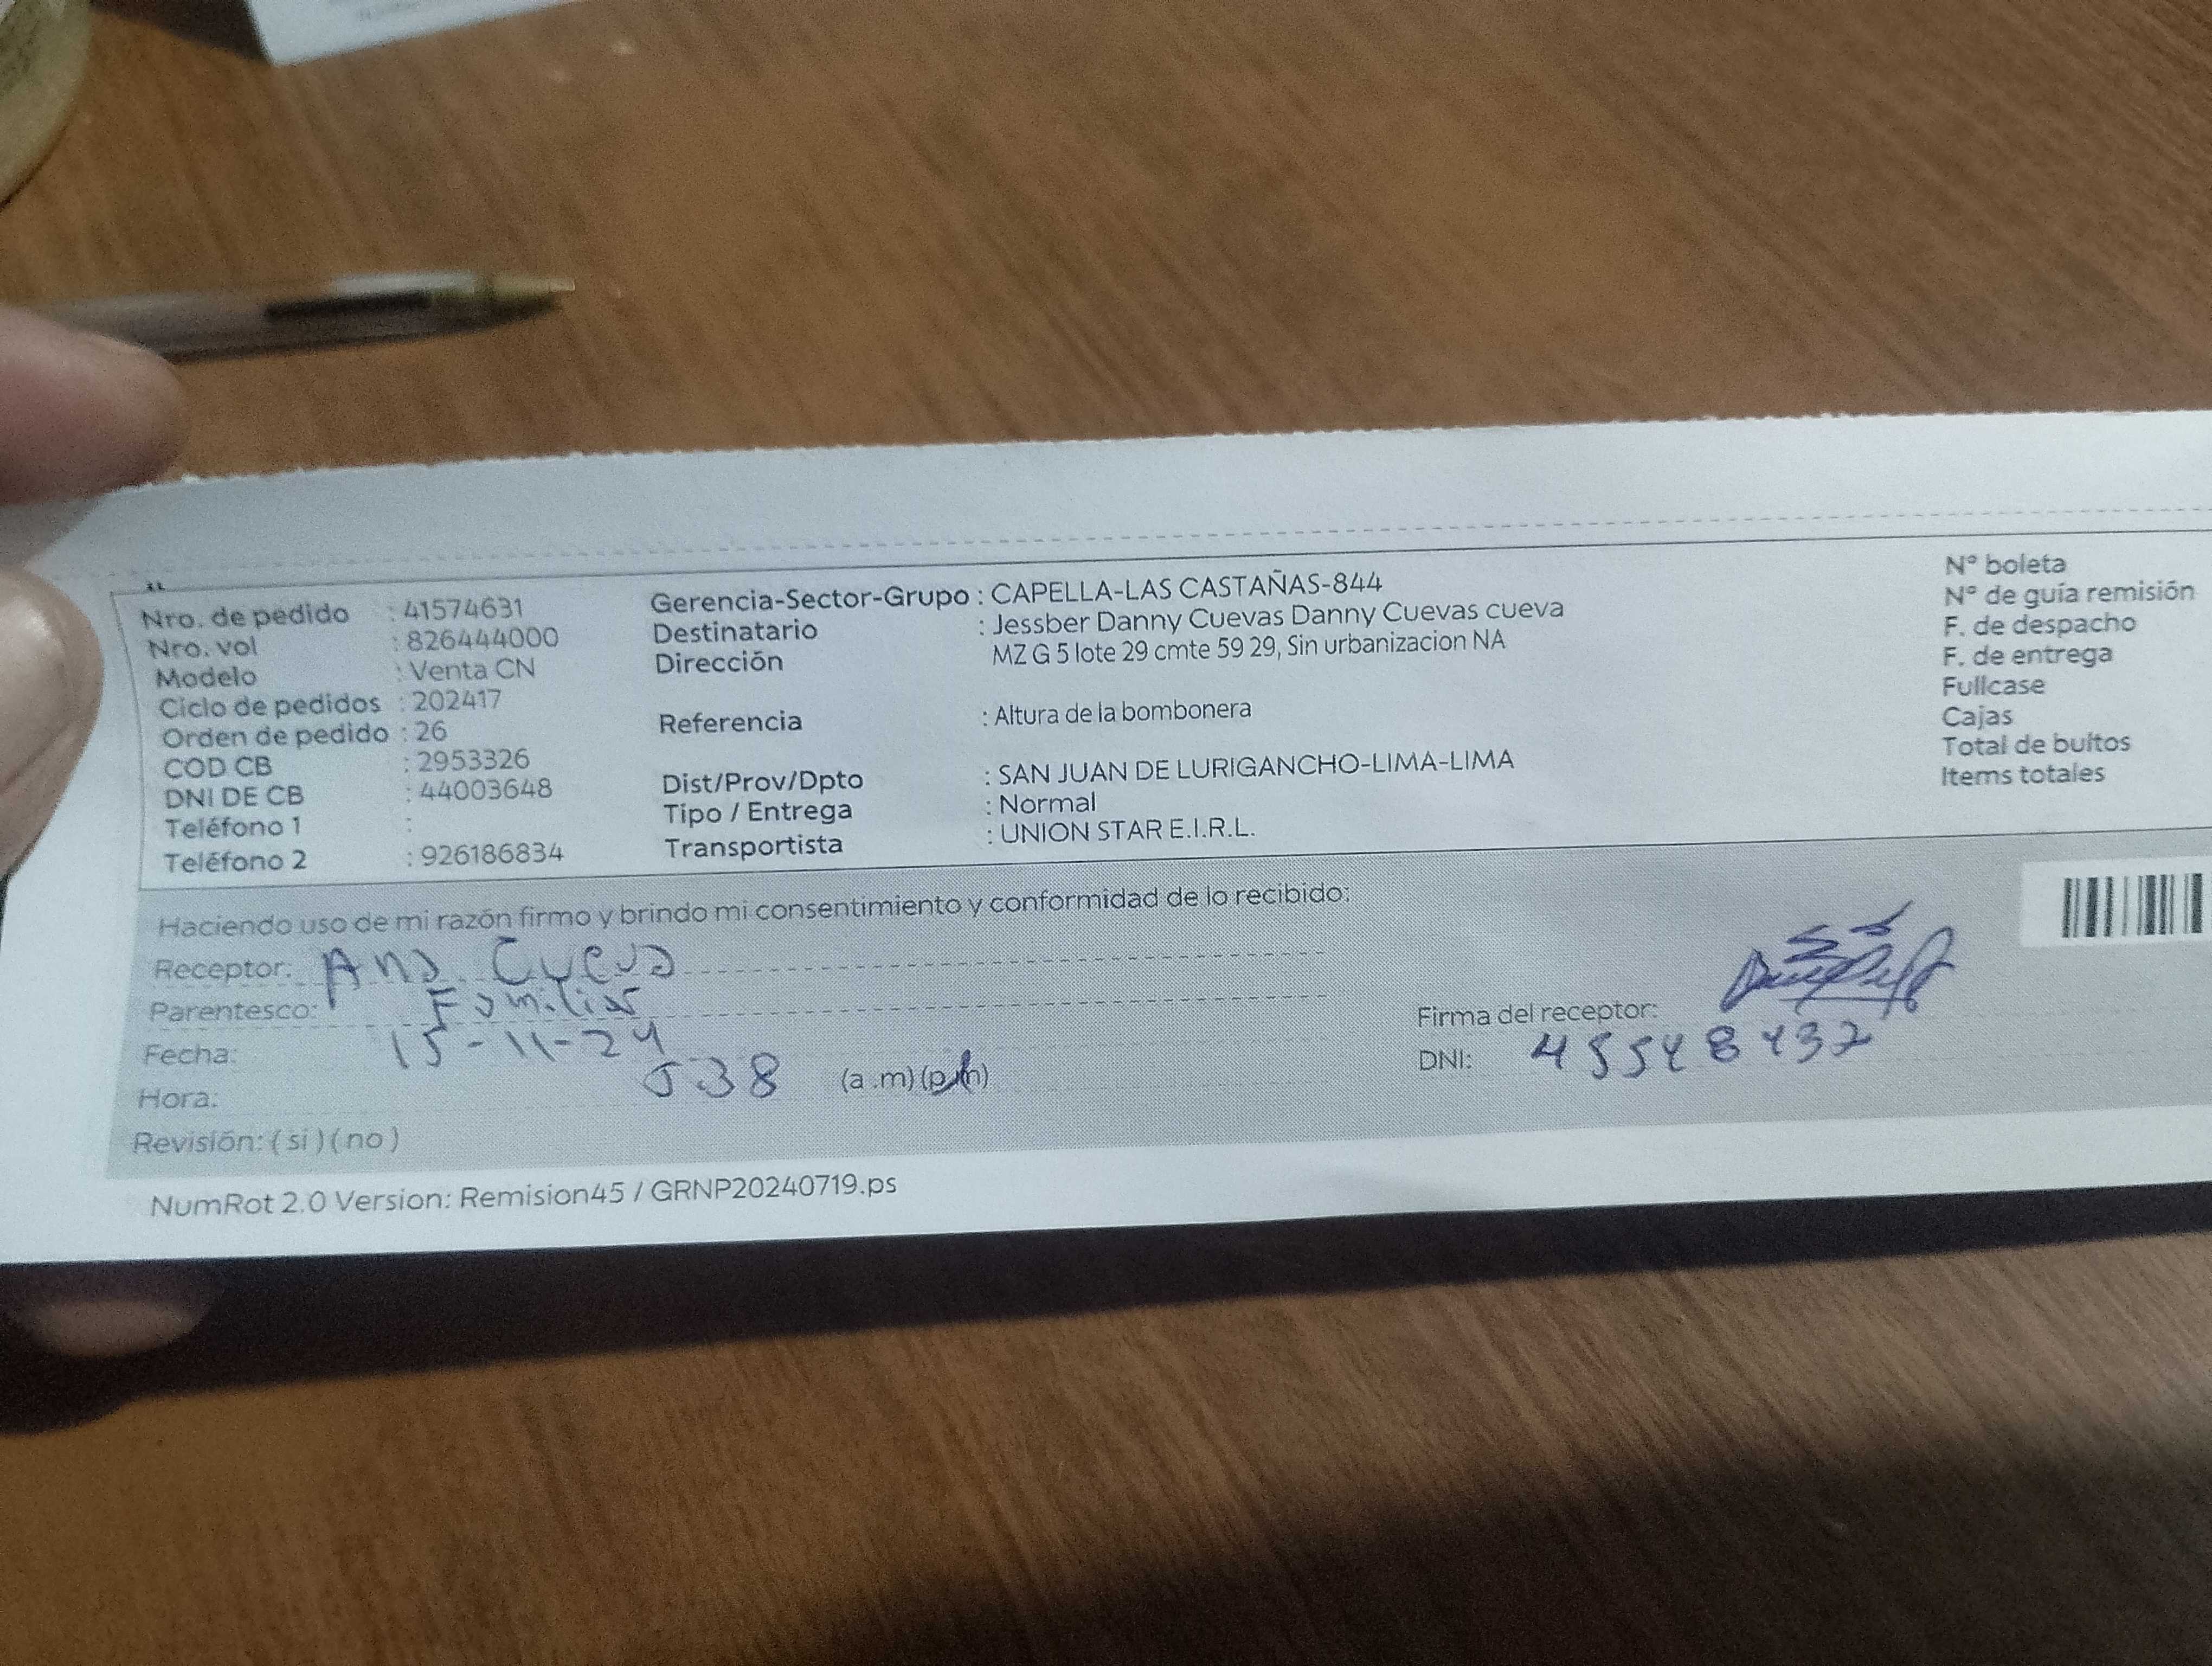 Nro. de pedido : 41574631
Nro. vol : 826444000
Modelo : Venta CN
Ciclo de pedidos : 202417
Orden de pedido : 26
COD CB : 2953326
DNI DE CB : 44003648
Teléfono 1 :
Teléfono 2 : 926186834
Gerencia-Sector-Grupo : CAPELLA-LAS CASTAÑAS-844
Destinatario : Jessber Danny Cuevas Danny Cuevas cueva
Dirección MZ G 5 lote 29 cmte 59 29, Sin urbanizacion NA
Referencia : Altura de la bombonera
Dist/Prov/Dpto : SAN JUAN DE LURIGANCHO-LIMA-LIMA
Tipo / Entrega : Normal
Transportista : UNION STAR E.I.R.L.
N° boleta
N° de guía remisión
F. de despacho
F. de entrega
Fullcase
Cajas
Total de bultos
Items totales
Haciendo uso de mi razón firmo y brindo mi consentimiento y conformidad de lo recibido:
Receptor: Ana Cueva
Parentesco: Familiar
Fecha: 15-11-24
Hora: 538 (a.m) (p.m)
Revisión: ( si ) ( no )
Firma del receptor:
DNI: 45548432
NumRot 2.0 Version: Remision45 / GRNP20240719.ps